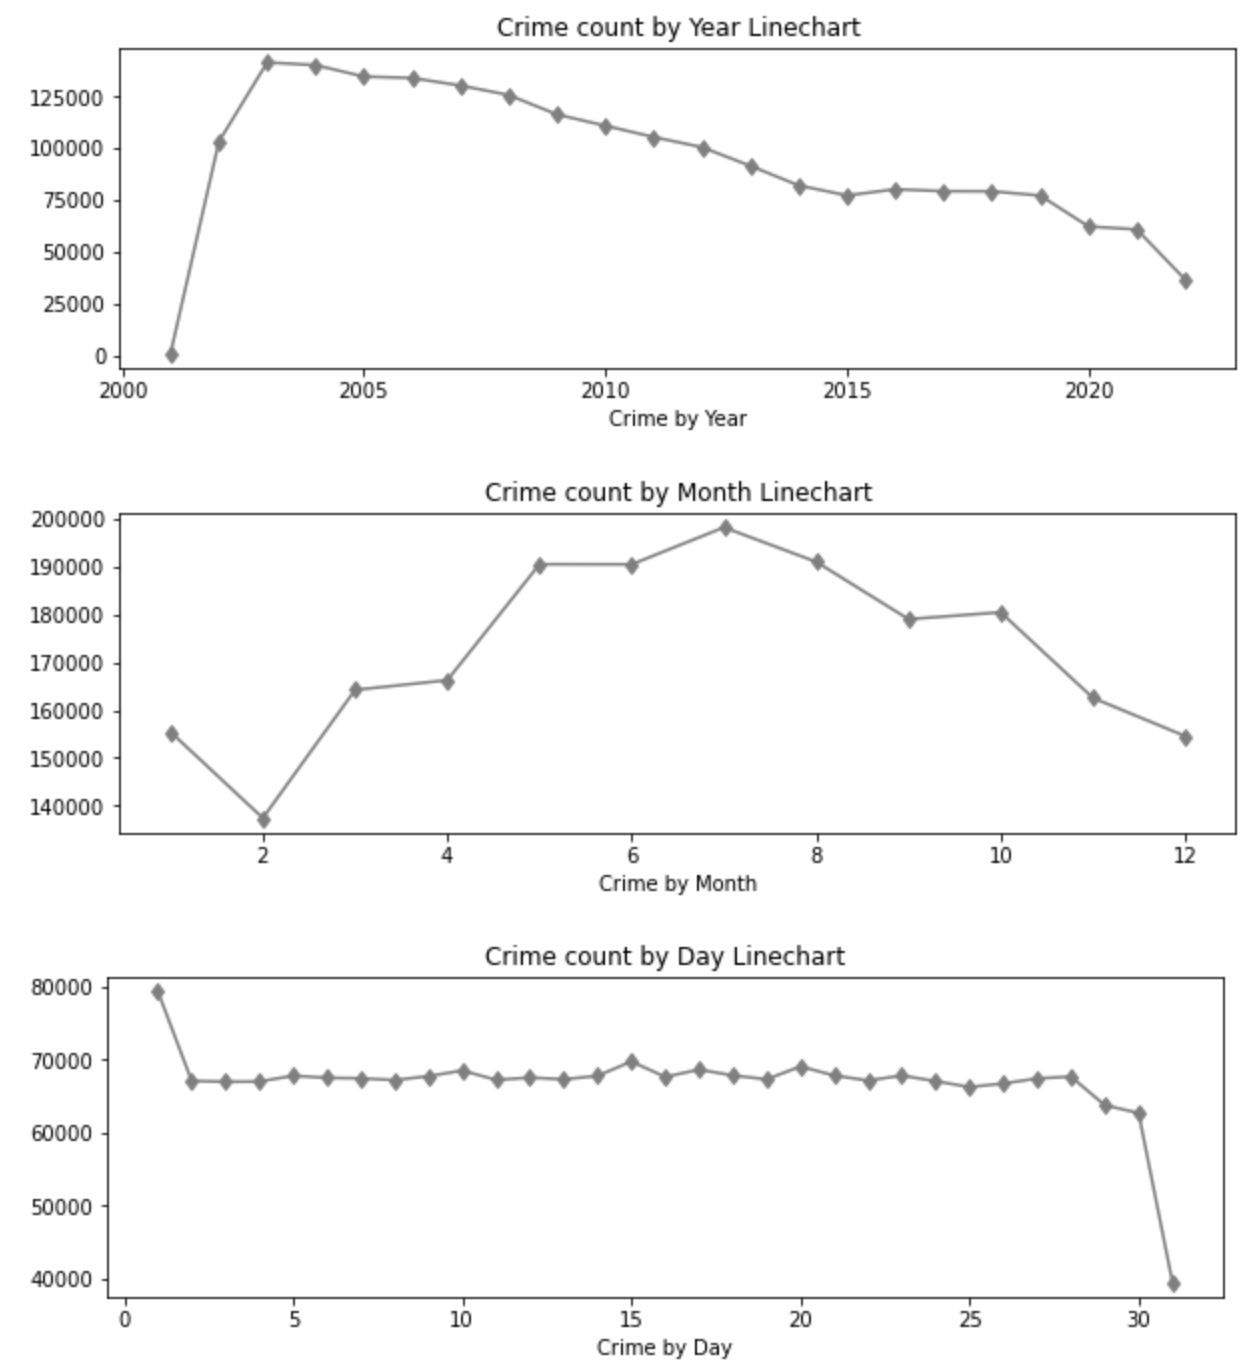 Crime count by Year Linechart
125000
100000
75000
50000
25000
0
2000 2005 2010 2015 2020
Crime by Year
Crime count by Month Linechart
200000
190000
180000
170000
160000
150000
140000
2 4 6 8 10 12
Crime by Month
Crime count by Day Linechart
80000
70000
60000
50000
40000
0 5 10 15 20 25 30
Crime by Day